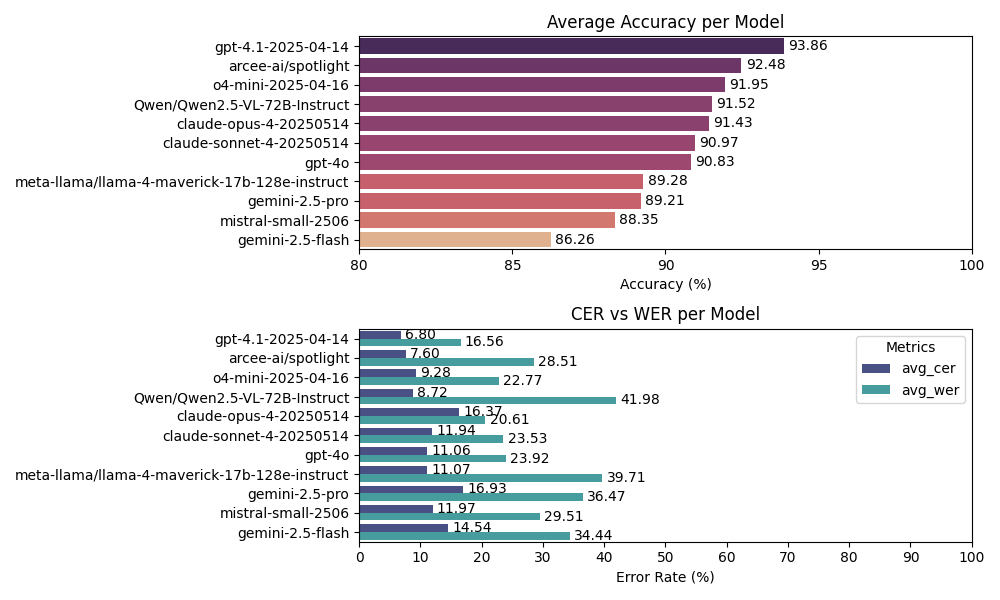 Average Accuracy per Model
gpt-4.1-2025-04-14 93.86
arcee-ai/spotlight 92.48
o4-mini-2025-04-16 91.95
Qwen/Qwen2.5-VL-72B-Instruct 91.52
claude-opus-4-20250514 91.43
claude-sonnet-4-20250514 90.97
gpt-4o 90.83
meta-llama/llama-4-maverick-17b-128e-instruct 89.28
gemini-2.5-pro 89.21
mistral-small-2506 88.35
gemini-2.5-flash 86.26
80 85 90 95 100
Accuracy (%)
CER vs WER per Model
Metrics
avg_cer
avg_wer
gpt-4.1-2025-04-14 6.80 16.56
arcee-ai/spotlight 7.60 28.51
o4-mini-2025-04-16 9.28 22.77
Qwen/Qwen2.5-VL-72B-Instruct 8.72 41.98
claude-opus-4-20250514 16.37 20.61
claude-sonnet-4-20250514 11.94 23.53
gpt-4o 11.06 23.92
meta-llama/llama-4-maverick-17b-128e-instruct 11.07 39.71
gemini-2.5-pro 16.93 36.47
mistral-small-2506 11.97 29.51
gemini-2.5-flash 14.54 34.44
0 10 20 30 40 50 60 70 80 90 100
Error Rate (%)